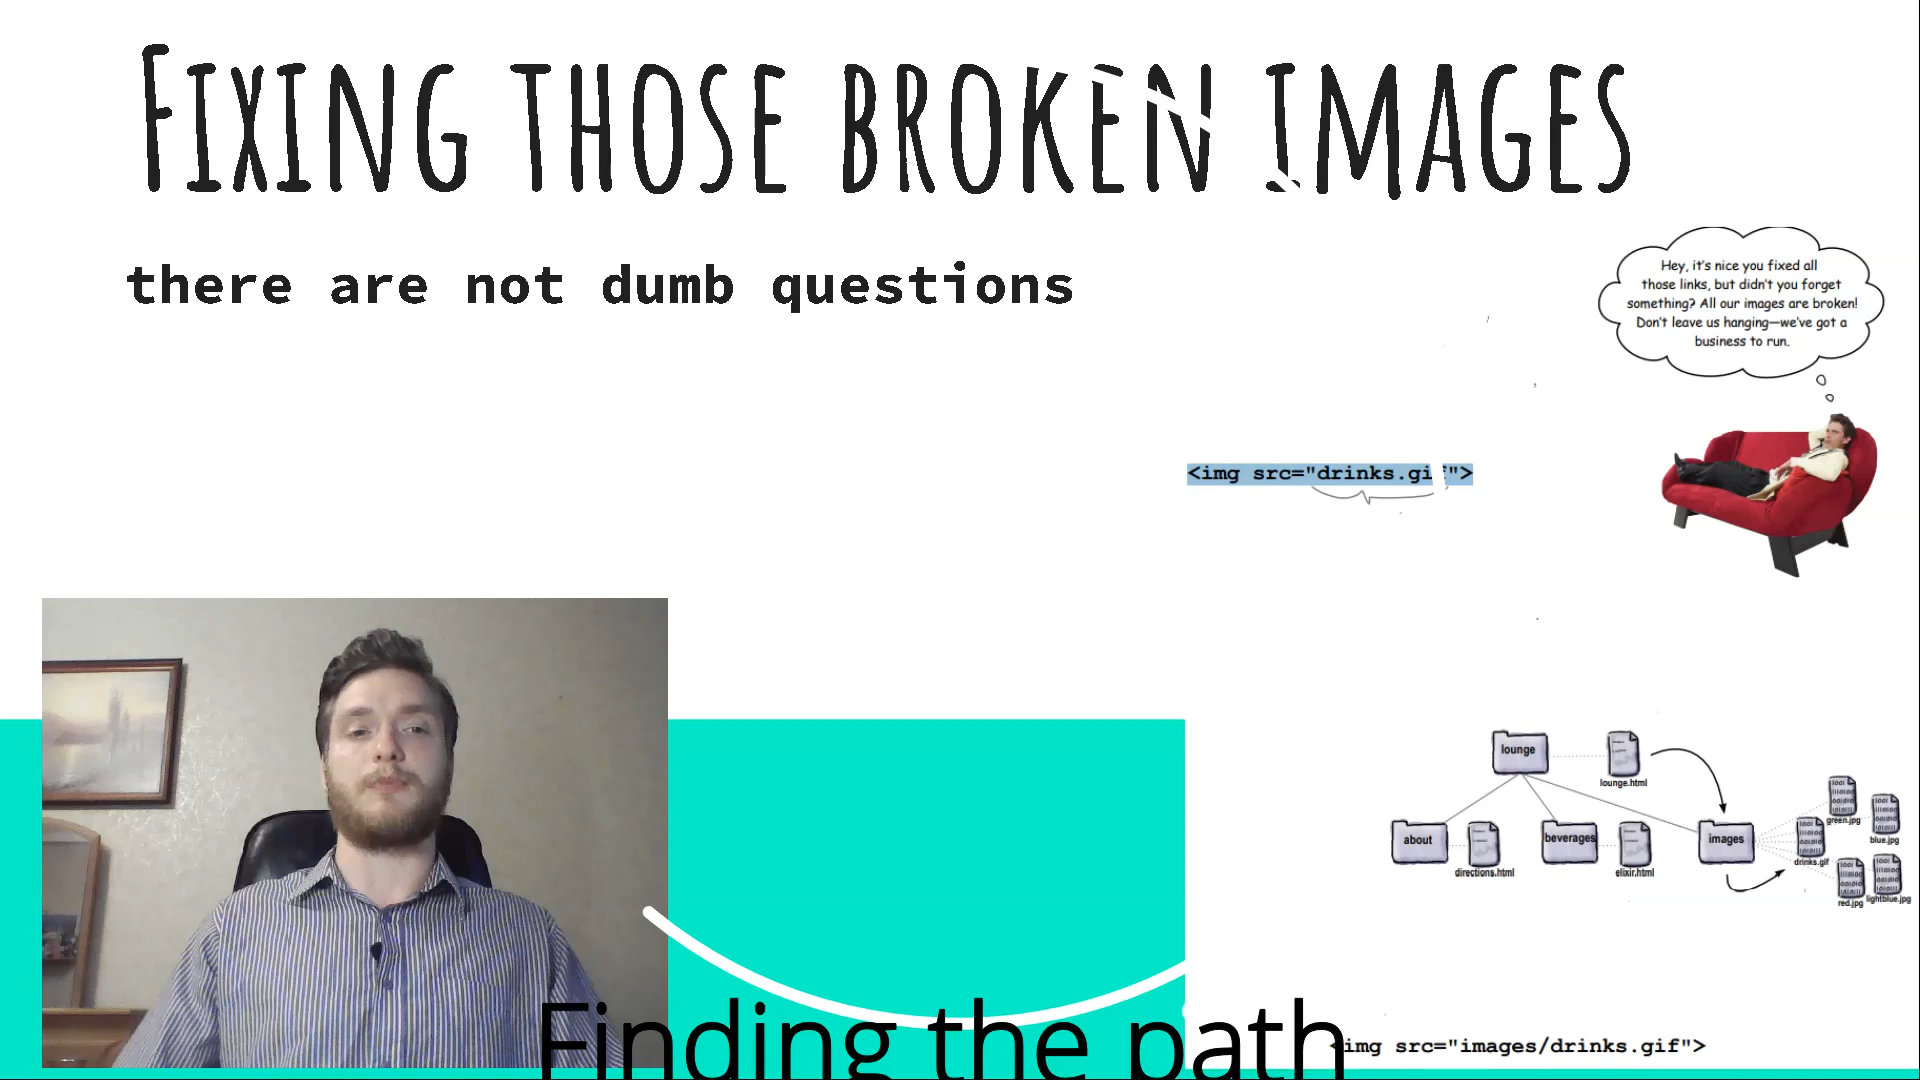 Fixing those broken images
there are not dumb questions
Hey, it's nice you fixed all
those links, but didn't you forget
something? All our images are broken!
Don't leave us hanging—we've got a
business to run.
<img src="drinks.gif">
lounge
lounge.html
about
directions.html
beverages
elixir.html
images
green.jpg
blue.jpg
drinks.gif
red.jpg
lightblue.jpg
Finding the path
<img src="images/drinks.gif">